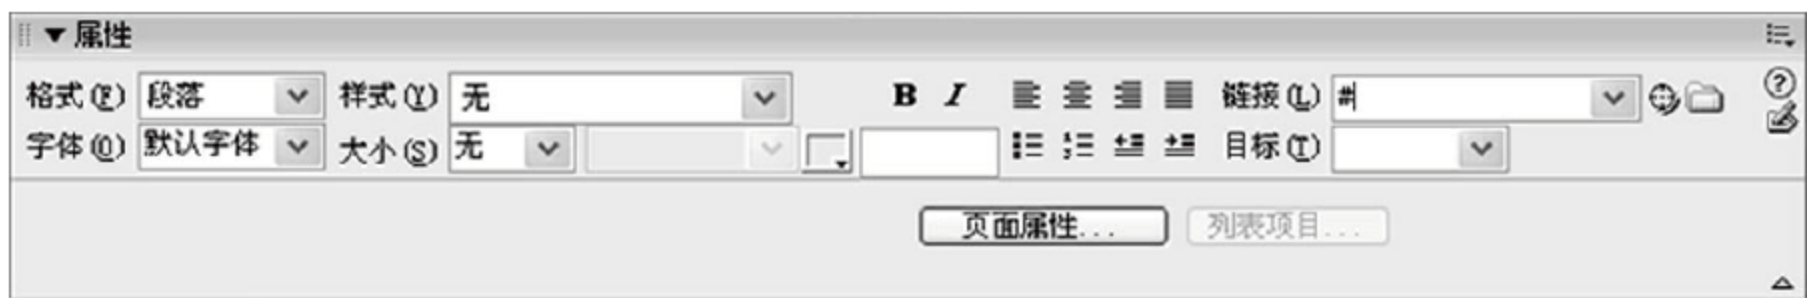 属性
格式(F) 段落 样式(Y) 无 B I 链接(L) #
字体(O) 默认字体 大小(S) 无 目标(T)
页面属性... 列表项目...